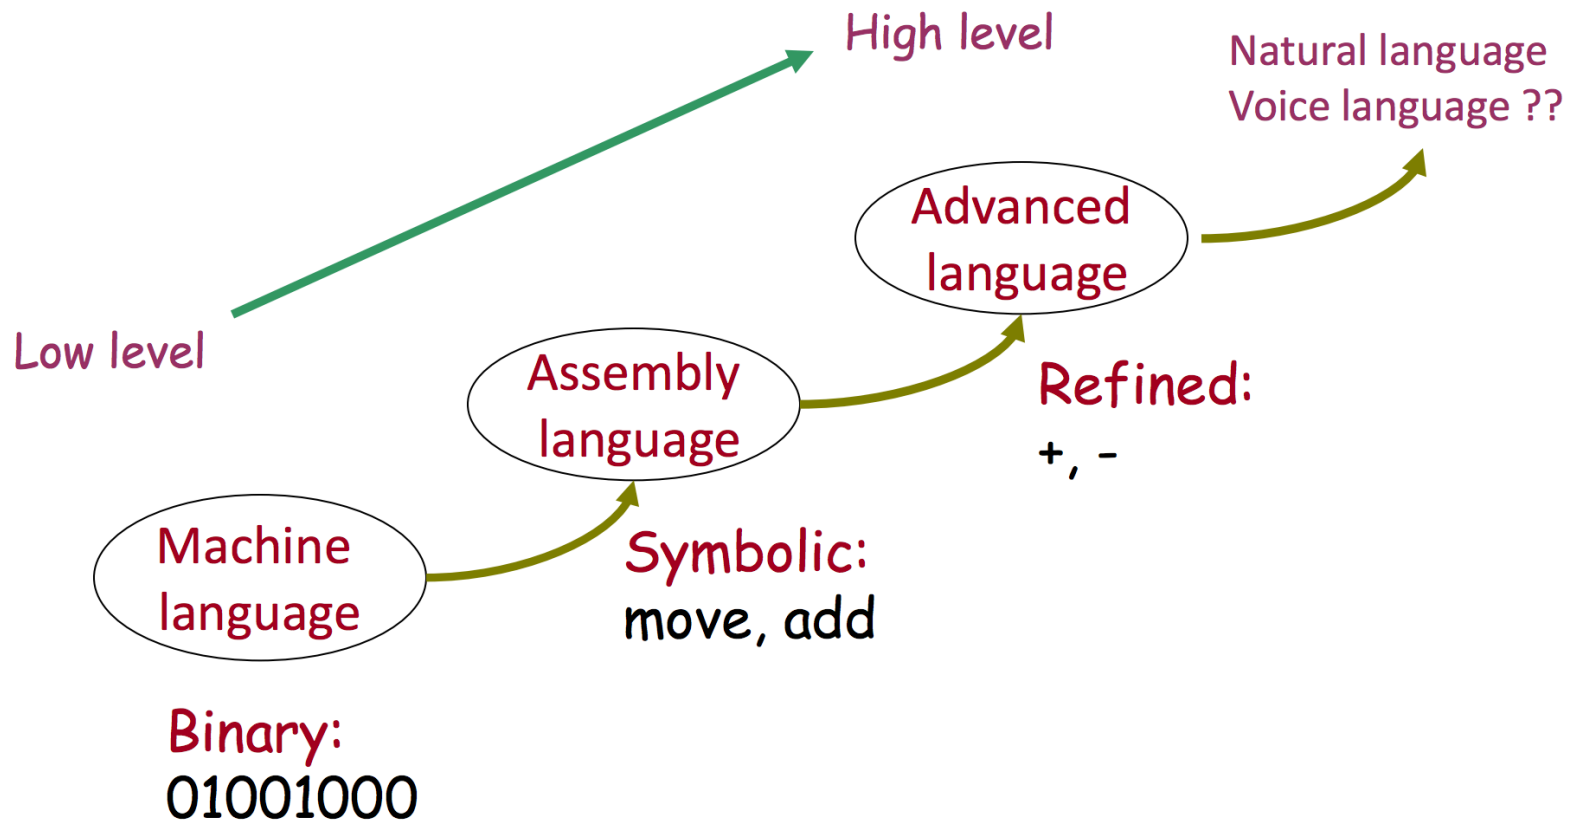 High level
Natural language
Voice language ??
Advanced
language
Low level
Assembly
language
Refined:
+, -
Machine
language
Symbolic:
move, add
Binary:
01001000